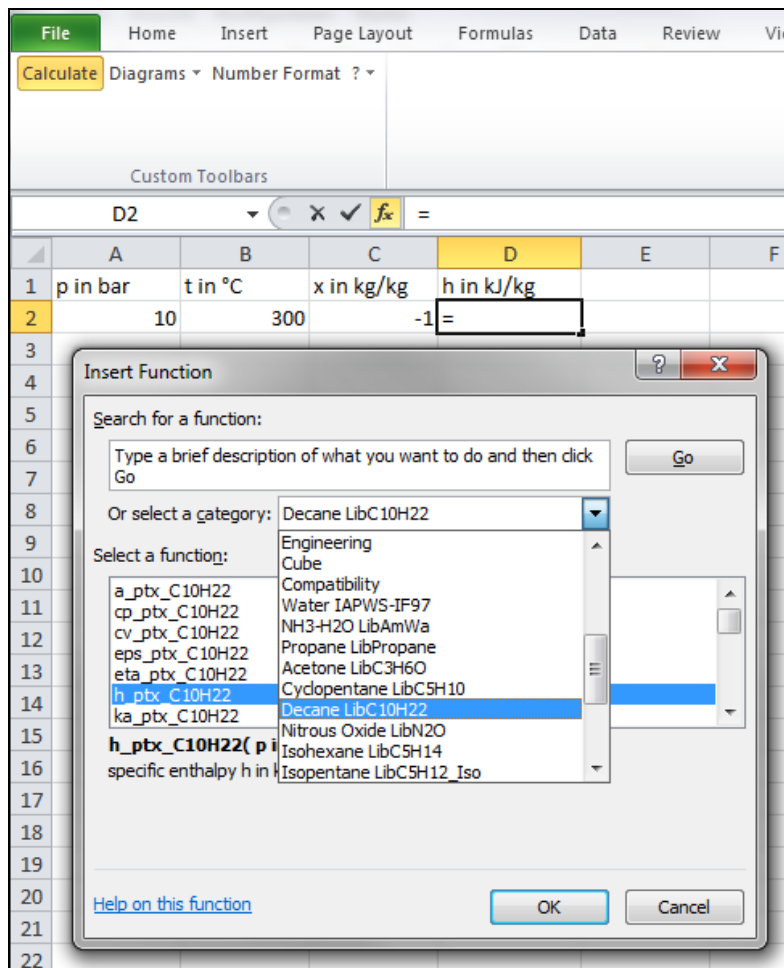 File Home Insert Page Layout Formulas Data Review Vi
Calculate Diagrams Number Format ?
Custom Toolbars
D2 fx =
A B C D E F
1 p in bar t in °C x in kg/kg h in kJ/kg
2 10 300 -1 =
3
Insert Function ?
4
5 Search for a function:
6 Type a brief description of what you want to do and then click Go
7 Go
8 Or select a category: Decane LibC10H22
9 Engineering
Select a function:
Cube
10 a_ptx_C10H22 Compatibility
11 cp_ptx_C10H22 Water IAPWS-IF97
12 cv_ptx_C10H22 NH3-H2O LibAmWa
eps_ptx_C10H22 Propane LibPropane
13 eta_ptx_C10H22 Acetone LibC3H6O
14 h_ptx_C10H22 Cyclopentane LibC5H10
ka_ptx_C10H22 Decane LibC10H22
15 Nitrous Oxide LibN2O
h_ptx_C10H22( p i Isohexane LibC5H14
16 specific enthalpy h in k Isopentane LibC5H12_Iso
17
18
19
20 Help on this function OK Cancel
21
22